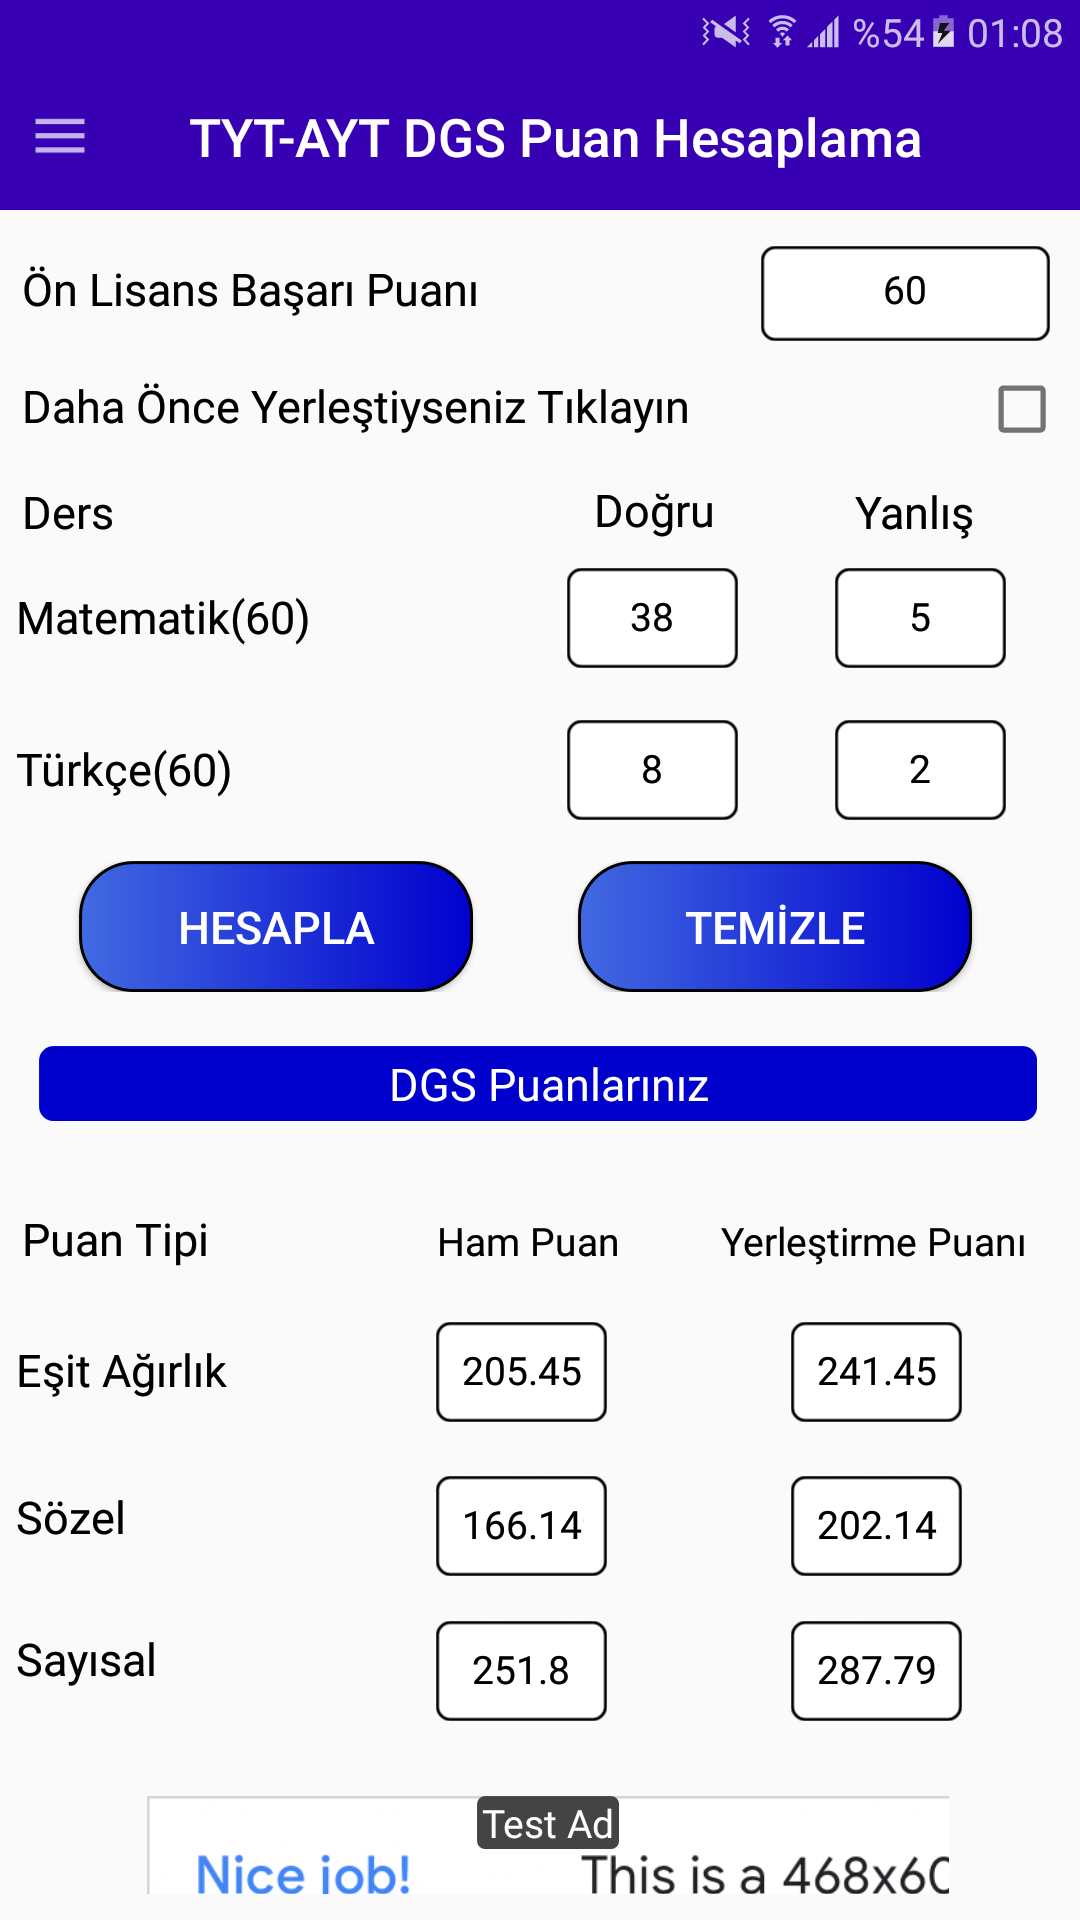 %54 01:08
TYT-AYT DGS Puan Hesaplama
Ön Lisans Başarı Puanı 60
Daha Önce Yerleştiyseniz Tıklayın
Ders Doğru Yanlış
Matematik(60) 38 5
Türkçe(60) 8 2
HESAPLA TEMİZLE
DGS Puanlarınız
Puan Tipi Ham Puan Yerleştirme Puanı
Eşit Ağırlık 205.45 241.45
Sözel 166.14 202.14
Sayısal 251.8 287.79
Test Ad
Nice job! This is a 468x60